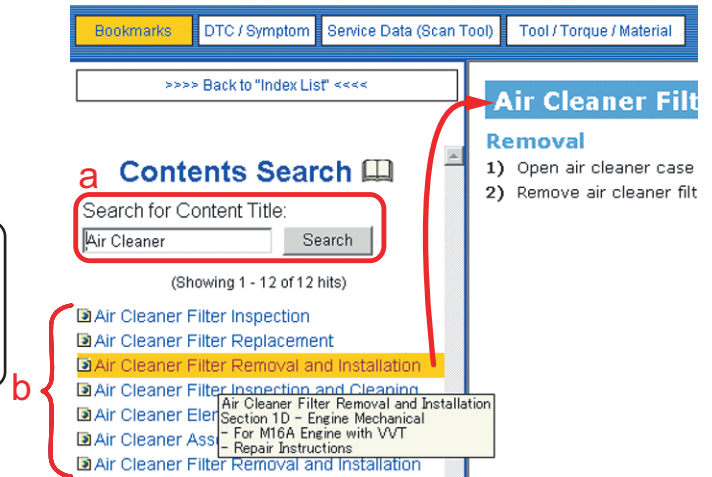 Bookmarks
DTC / Symptom
Service Data (Scan Tool)
Tool / Torque / Material
>>>> Back to "Index List" <<<<
a
Contents Search
Search for Content Title:
Air Cleaner
Search
(Showing 1 - 12 of 12 hits)
b
Air Cleaner Filter Inspection
Air Cleaner Filter Replacement
Air Cleaner Filter Removal and Installation
Air Cleaner Filter Inspection and Cleaning
Air Cleaner Eler
Air Cleaner Ass
Air Cleaner Filter Removal and Installation
Air Cleaner Filter Removal and Installation
Section 1D - Engine Mechanical
- For M16A Engine with VVT
- Repair Instructions
Air Cleaner Filt
Removal
1) Open air cleaner case
2) Remove air cleaner filt